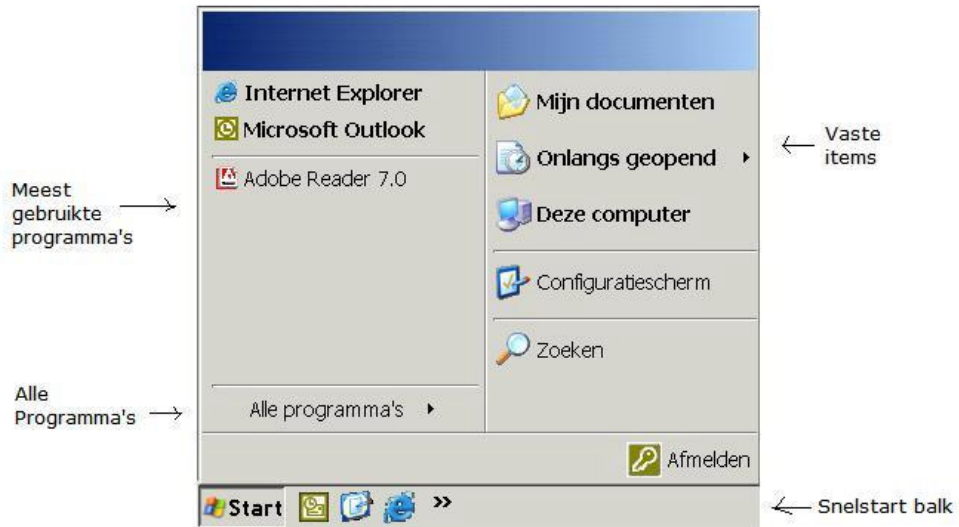 Internet Explorer
Microsoft Outlook
Adobe Reader 7.0
Alle programma's
Mijn documenten
Onlangs geopend
Deze computer
Configuratiescherm
Zoeken
Afmelden
Start
»
Meest
gebruikte
programma's
Alle
Programma's
Vaste
items
Snelstart balk